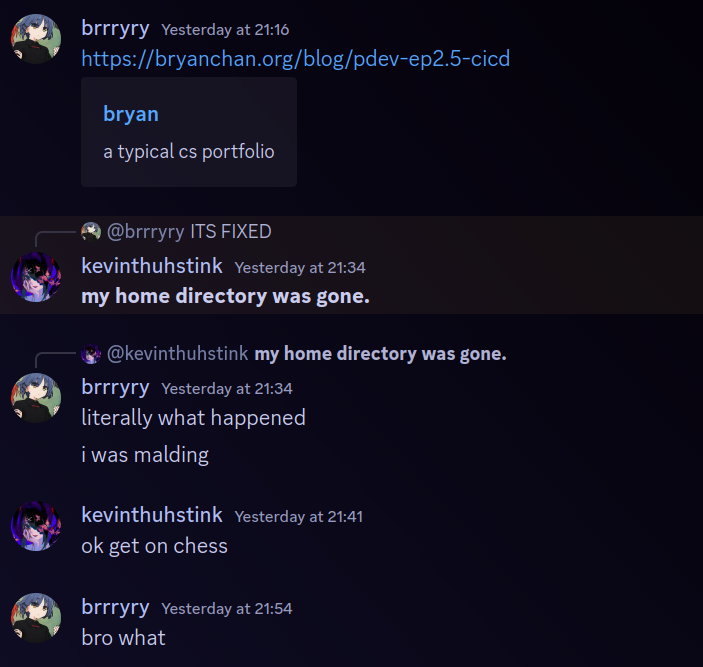 brrryry Yesterday at 21:16
https://bryanchan.org/blog/pdev-ep2.5-cicd
bryan
a typical cs portfolio
@brrryry ITS FIXED
kevinthuhstink Yesterday at 21:34
my home directory was gone.
@kevinthuhstink my home directory was gone.
brrryry Yesterday at 21:34
literally what happened
i was malding
kevinthuhstink Yesterday at 21:41
ok get on chess
brrryry Yesterday at 21:54
bro what